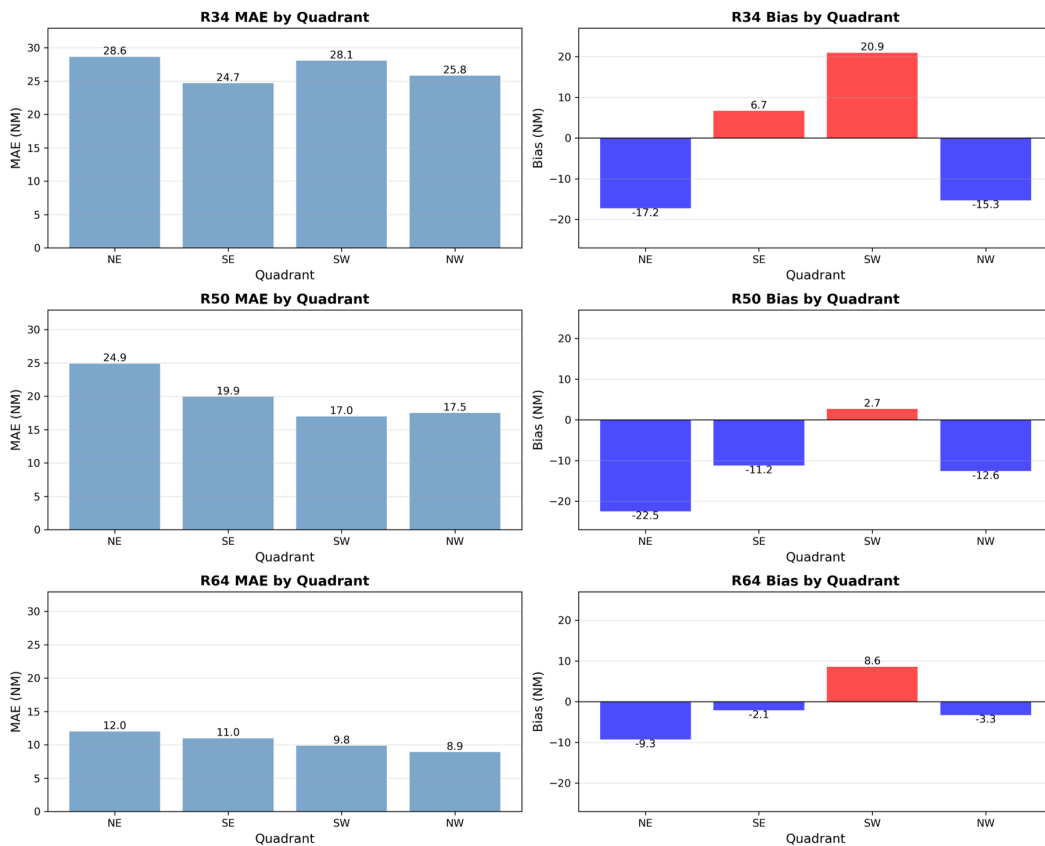 R34 MAE by Quadrant
MAE (NM)
30
25
20
15
10
5
0
28.6
24.7
28.1
25.8
NE
SE
SW
NW
Quadrant
R34 Bias by Quadrant
Bias (NM)
20
10
0
−10
−20
-17.2
6.7
20.9
-15.3
NE
SE
SW
NW
Quadrant
R50 MAE by Quadrant
MAE (NM)
30
25
20
15
10
5
0
24.9
19.9
17.0
17.5
NE
SE
SW
NW
Quadrant
R50 Bias by Quadrant
Bias (NM)
20
10
0
−10
−20
-22.5
-11.2
2.7
-12.6
NE
SE
SW
NW
Quadrant
R64 MAE by Quadrant
MAE (NM)
30
25
20
15
10
5
0
12.0
11.0
9.8
8.9
NE
SE
SW
NW
Quadrant
R64 Bias by Quadrant
Bias (NM)
20
10
0
−10
−20
-9.3
-2.1
8.6
-3.3
NE
SE
SW
NW
Quadrant